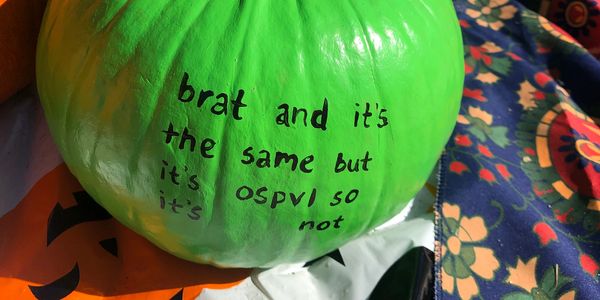 brat and it's
the same but
it's ospvl so
it's not